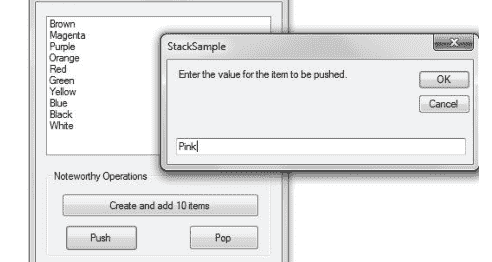 Brown
Magenta
Purple
Orange
Red
Green
Yellow
Blue
Black
White
StackSample
Enter the value for the item to be pushed.
OK
Cancel
Pink
Noteworthy Operations
Create and add 10 items
Push
Pop